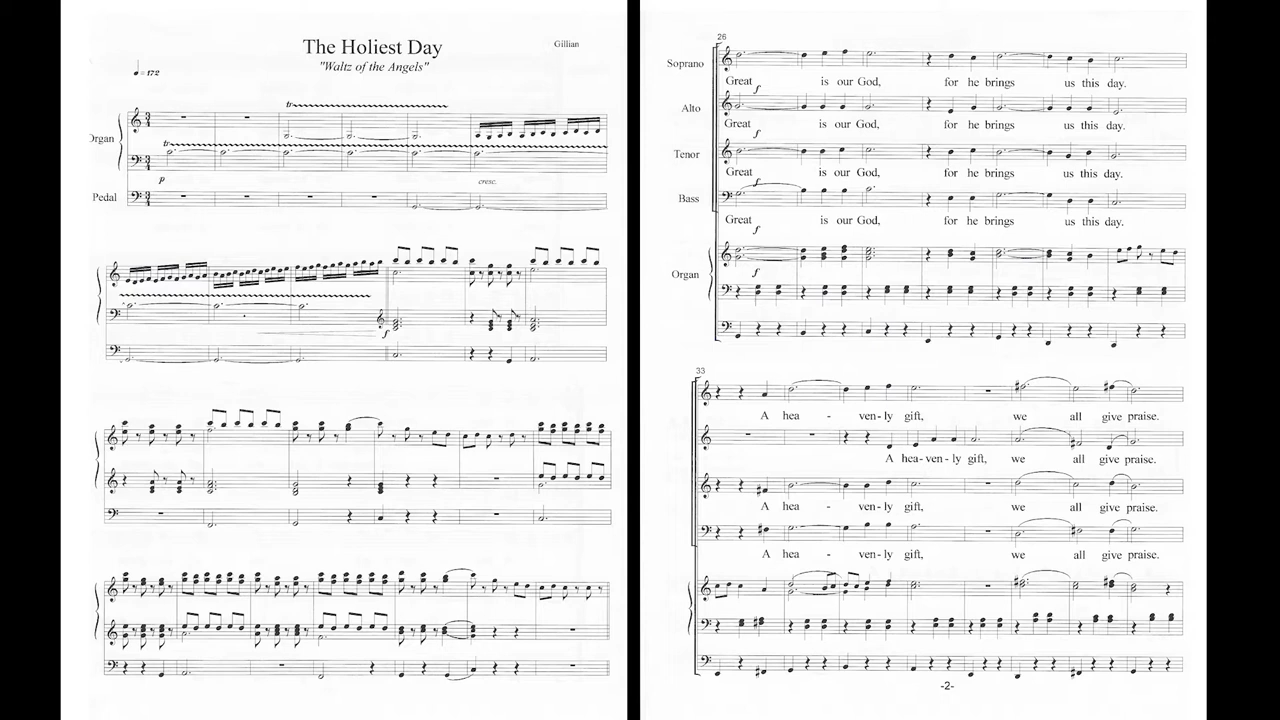 The Holiest Day
Gillian
"Waltz of the Angels"
= 172
Organ
p
cresc.
Pedal
f
26
Soprano
Great is our God, for he brings us this day.
f
Alto
Great is our God, for he brings us this day.
f
Tenor
Great is our God, for he brings us this day.
f
Bass
Great is our God, for he brings us this day.
f
Organ
f
33
A hea - ven - ly gift, we all give praise.
A hea - ven - ly gift, we all give praise.
A hea - ven - ly gift, we all give praise.
A hea - ven - ly gift, we all give praise.
-2-